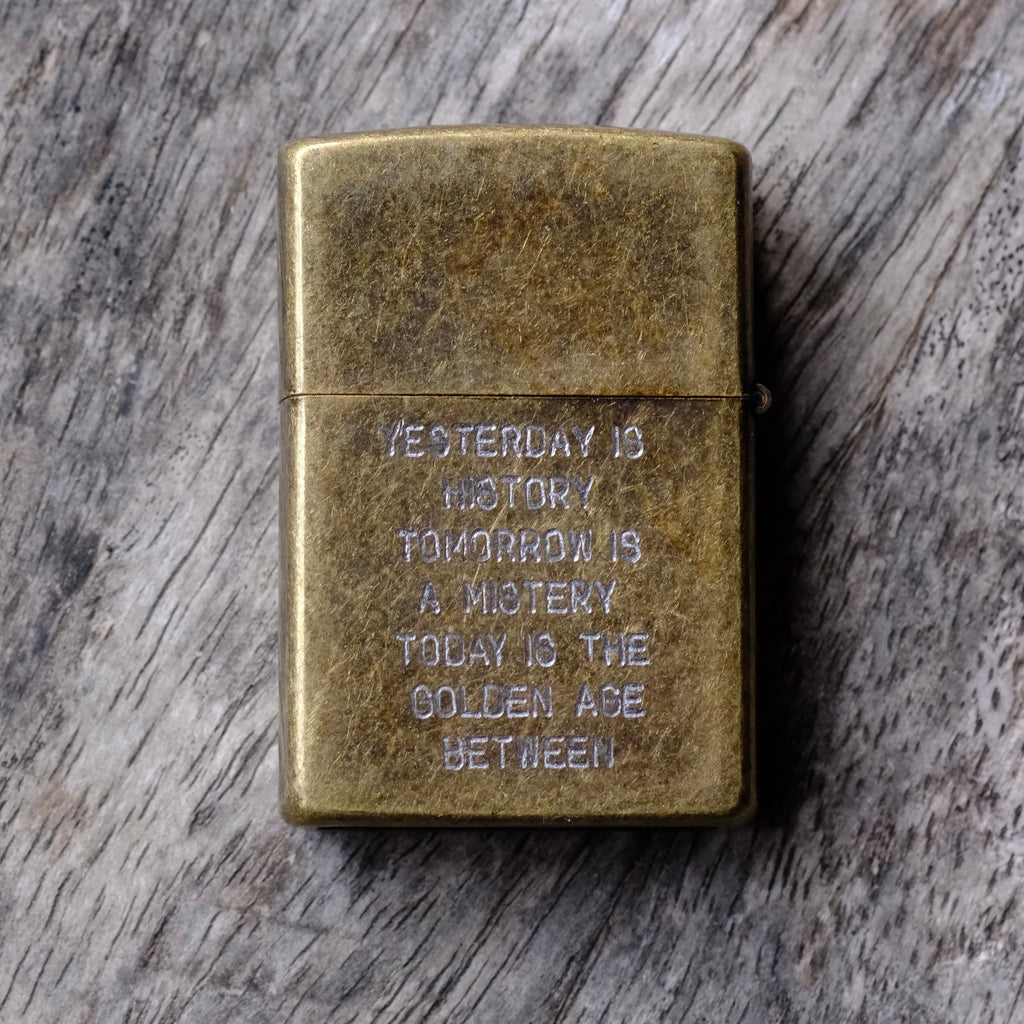 YESTERDAY IS
HISTORY
TOMORROW IS
A MISTERY
TODAY IS THE
GOLDEN AGE
BETWEEN